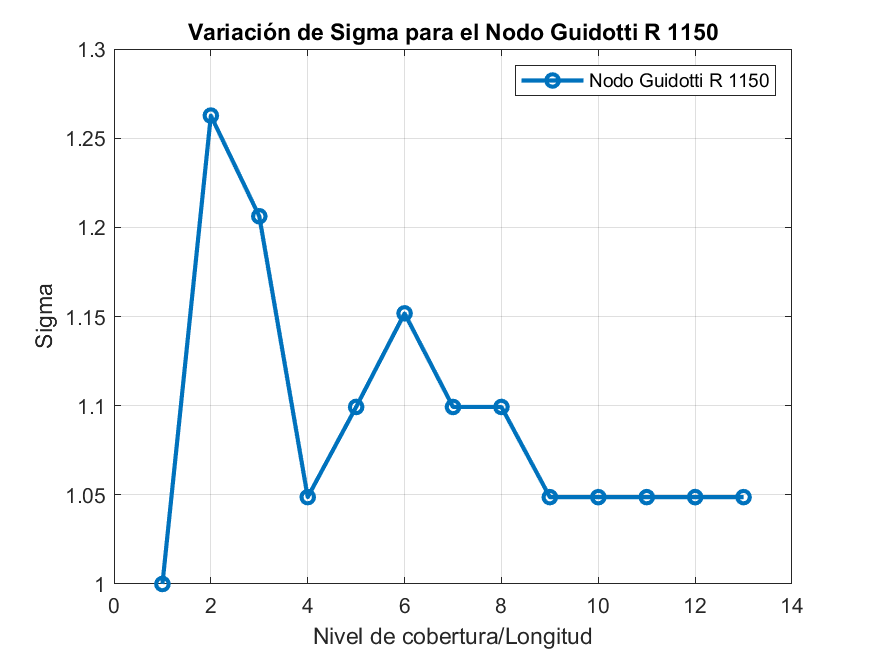 Variación de Sigma para el Nodo Guidotti R 1150
Nodo Guidotti R 1150
1.3
1.25
1.2
1.15
1.1
1.05
1
Sigma
0 2 4 6 8 10 12 14
Nivel de cobertura/Longitud